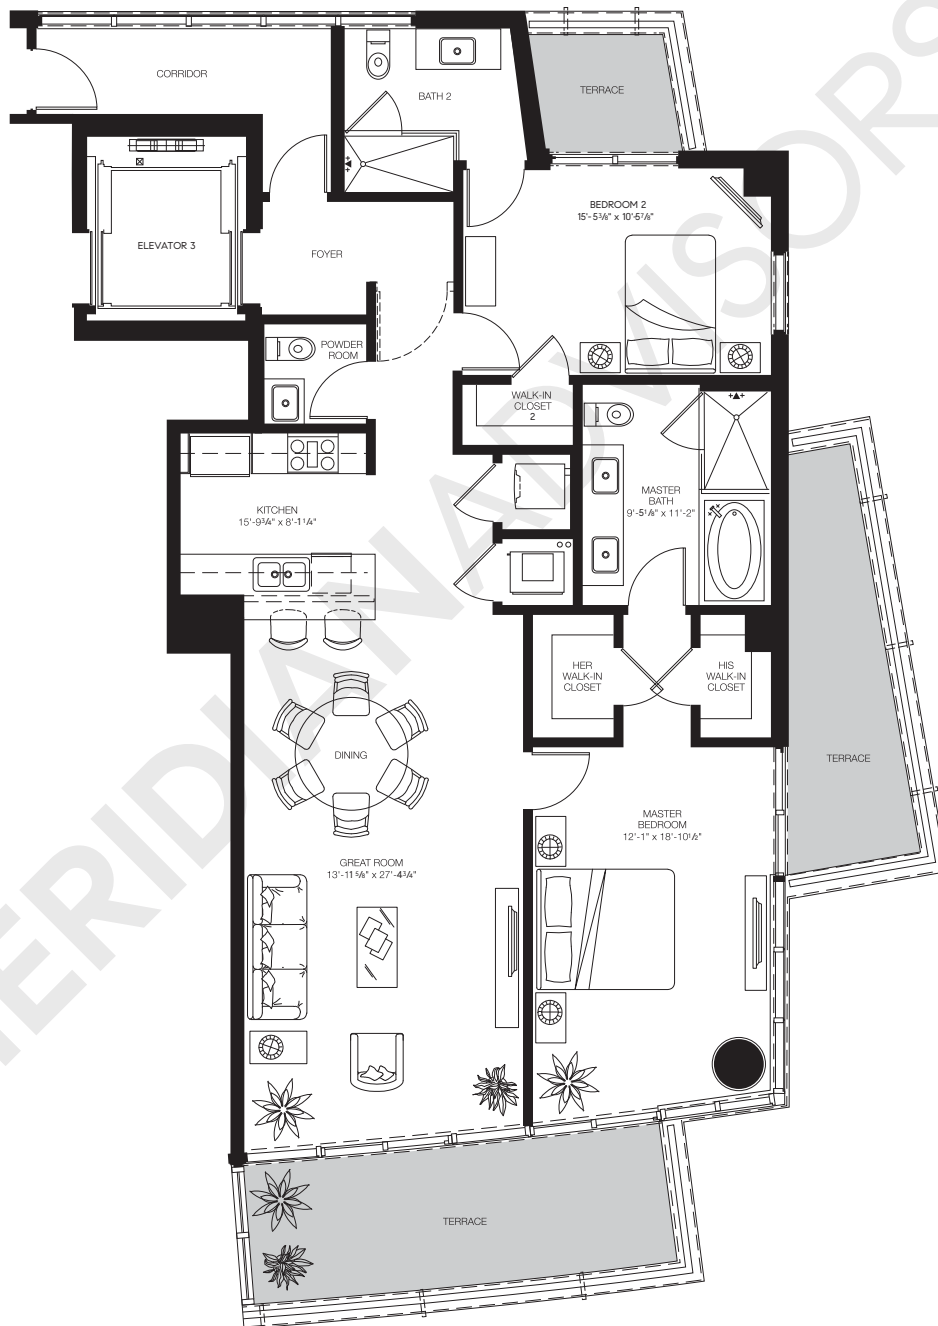 CORRIDOR
BATH 2
TERRACE
BEDROOM 2
15'-5⅜" x 10'-5⅞"
ELEVATOR 3
FOYER
POWDER
ROOM
WALK-IN
CLOSET
2
MASTER
BATH
9'-5⅛" x 11'-2"
KITCHEN
15'-9¾" x 8'-1¼"
HER
WALK-IN
CLOSET
HIS
WALK-IN
CLOSET
DINING
TERRACE
MASTER
BEDROOM
12'-1" x 18'-10½"
GREAT ROOM
13'-11⅝" x 27'-4¾"
TERRACE
MERIDIANADVISORS